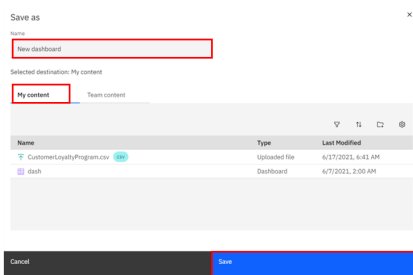 Save as
Name
New dashboard
Selected destination: My content
My content Team content
Name Type Last Modified
CustomerLoyaltyProgram.csv csv Uploaded file 6/17/2021, 6:41 AM
dash Dashboard 6/7/2021, 2:00 AM
Cancel Save